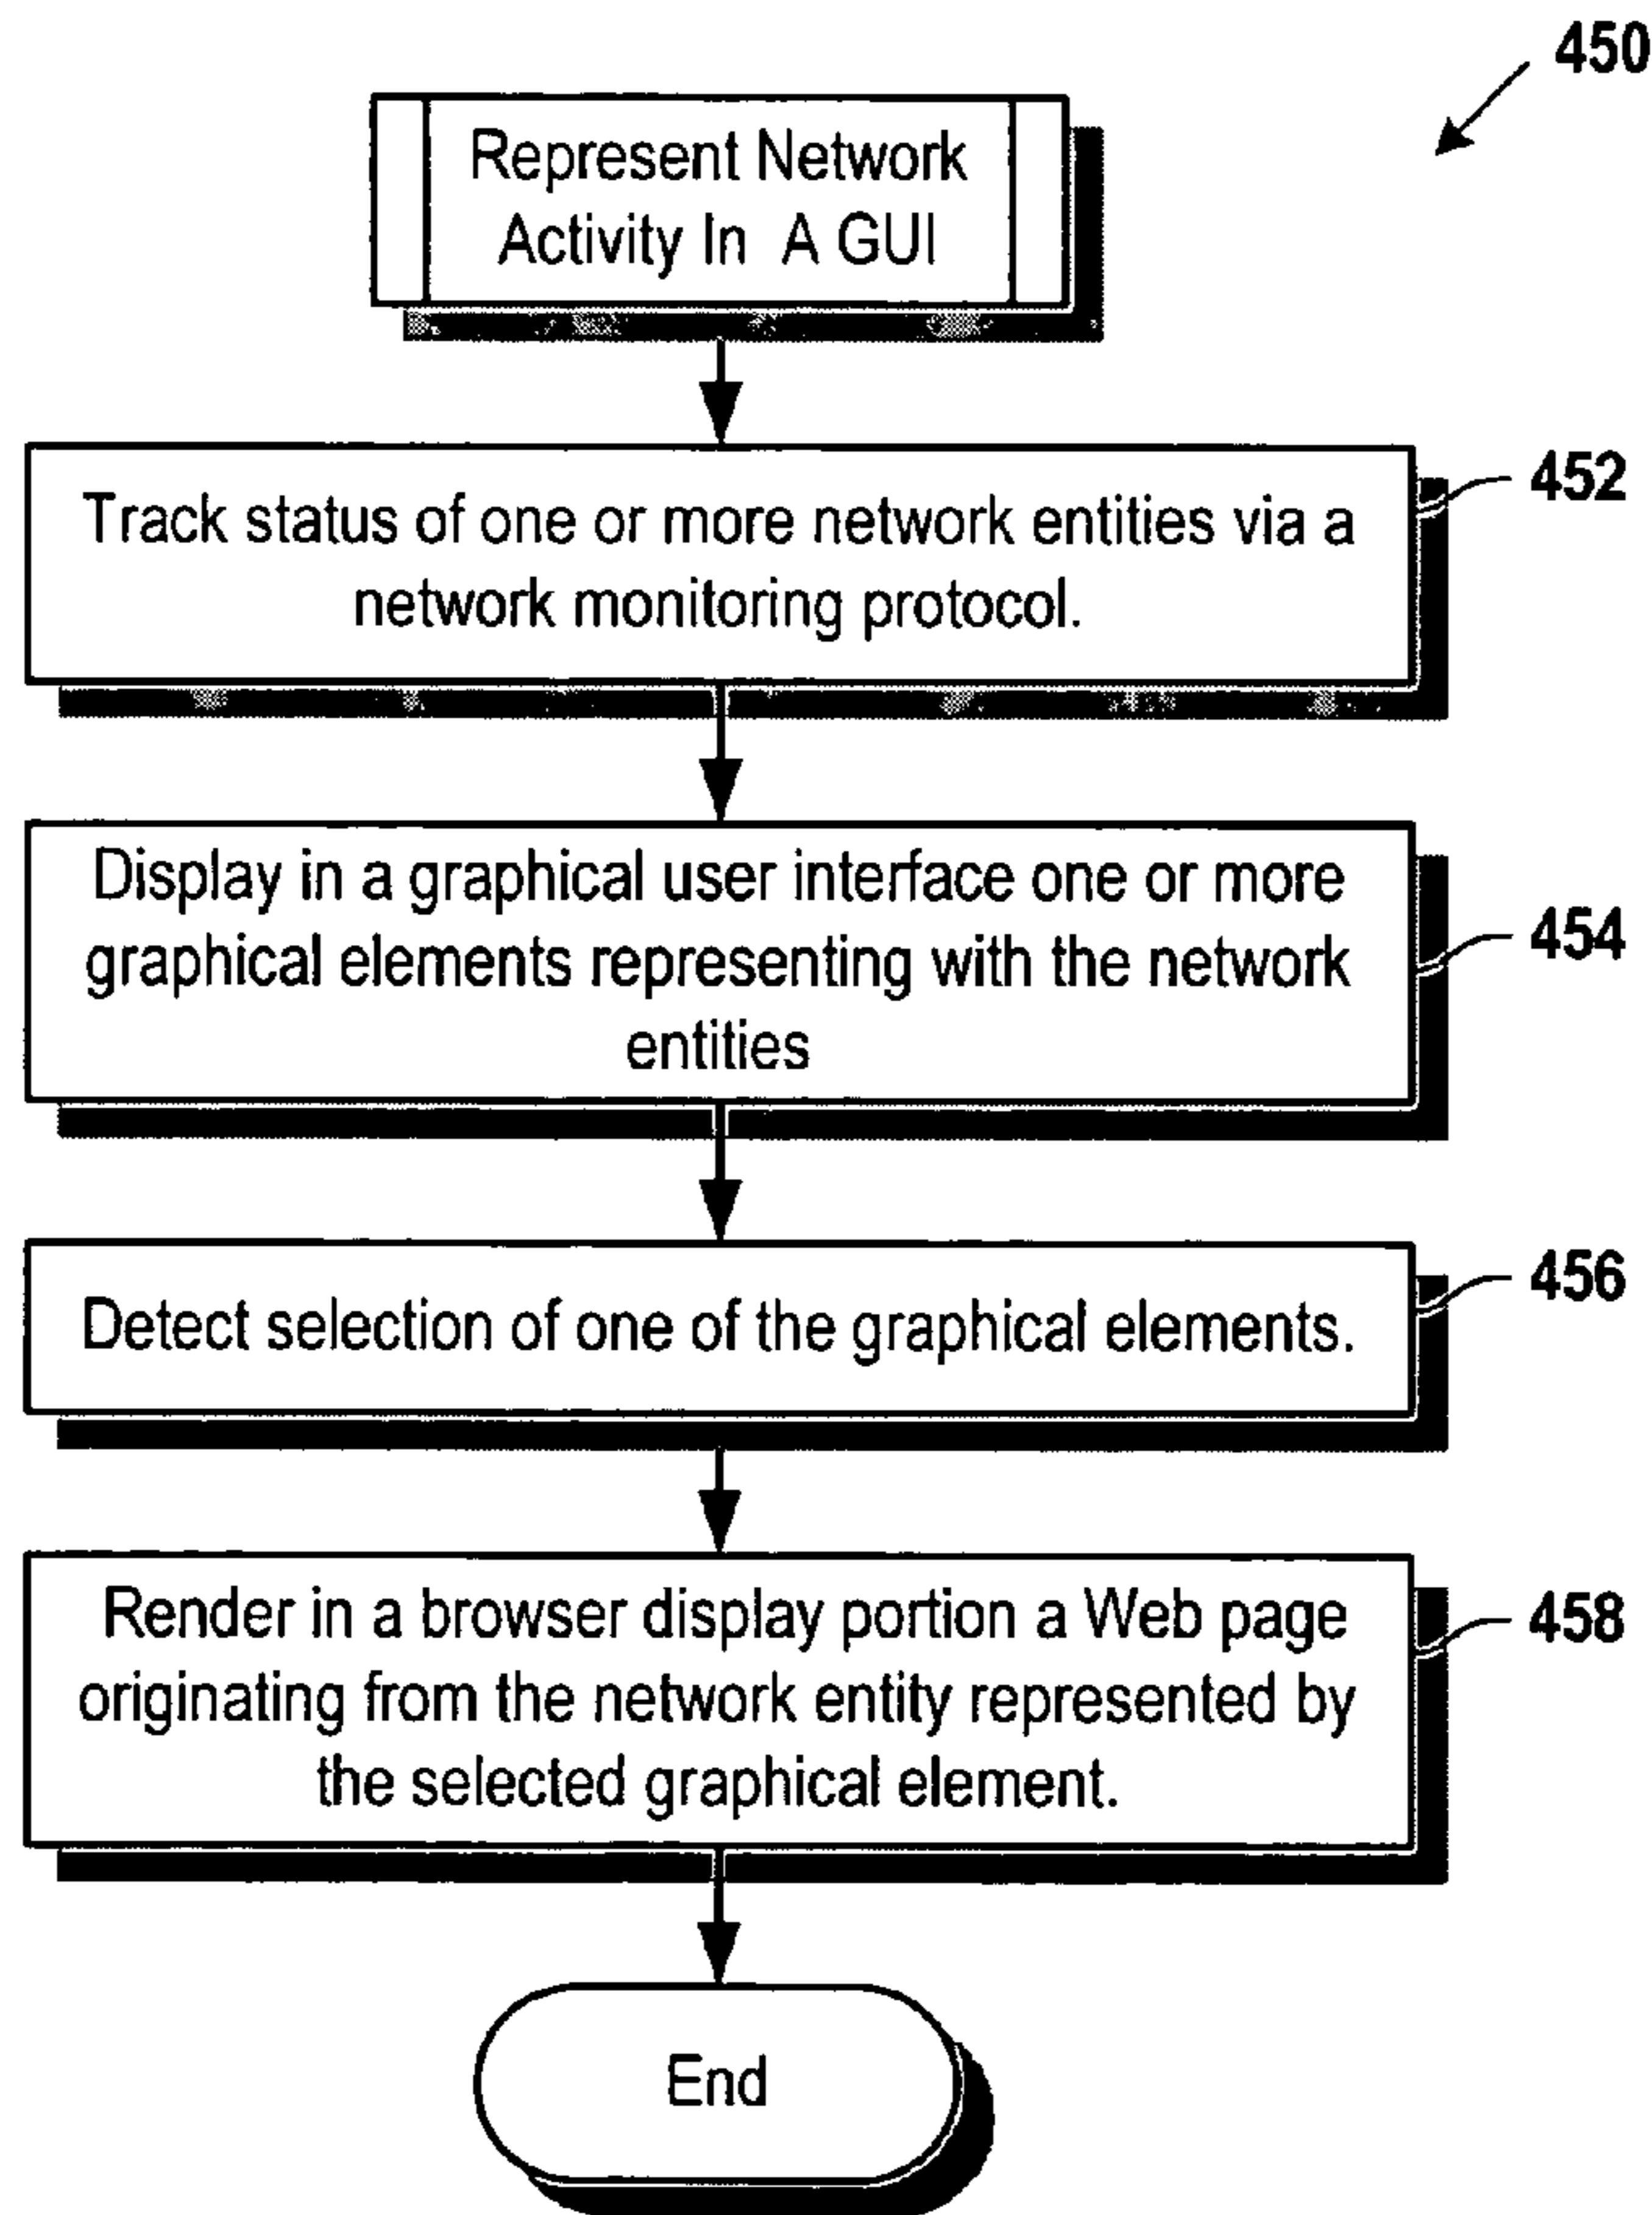 450
Represent Network
Activity In A GUI
Track status of one or more network entities via a
network monitoring protocol.
452
Display in a graphical user interface one or more
graphical elements representing with the network
entities
454
Detect selection of one of the graphical elements.
456
Render in a browser display portion a Web page
originating from the network entity represented by
the selected graphical element.
458
End